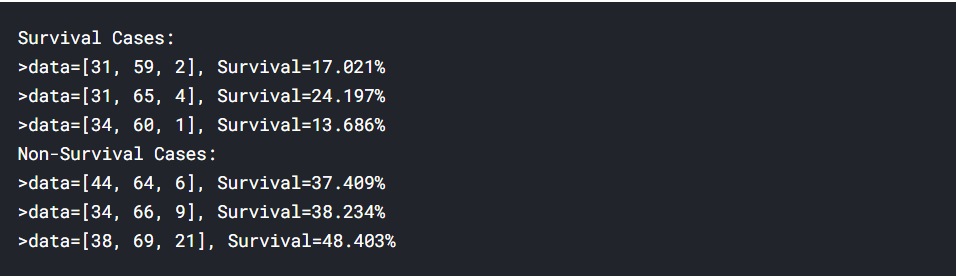 Survival Cases:
>data=[31, 59, 2], Survival=17.021%
>data=[31, 65, 4], Survival=24.197%
>data=[34, 60, 1], Survival=13.686%
Non-Survival Cases:
>data=[44, 64, 6], Survival=37.409%
>data=[34, 66, 9], Survival=38.234%
>data=[38, 69, 21], Survival=48.403%